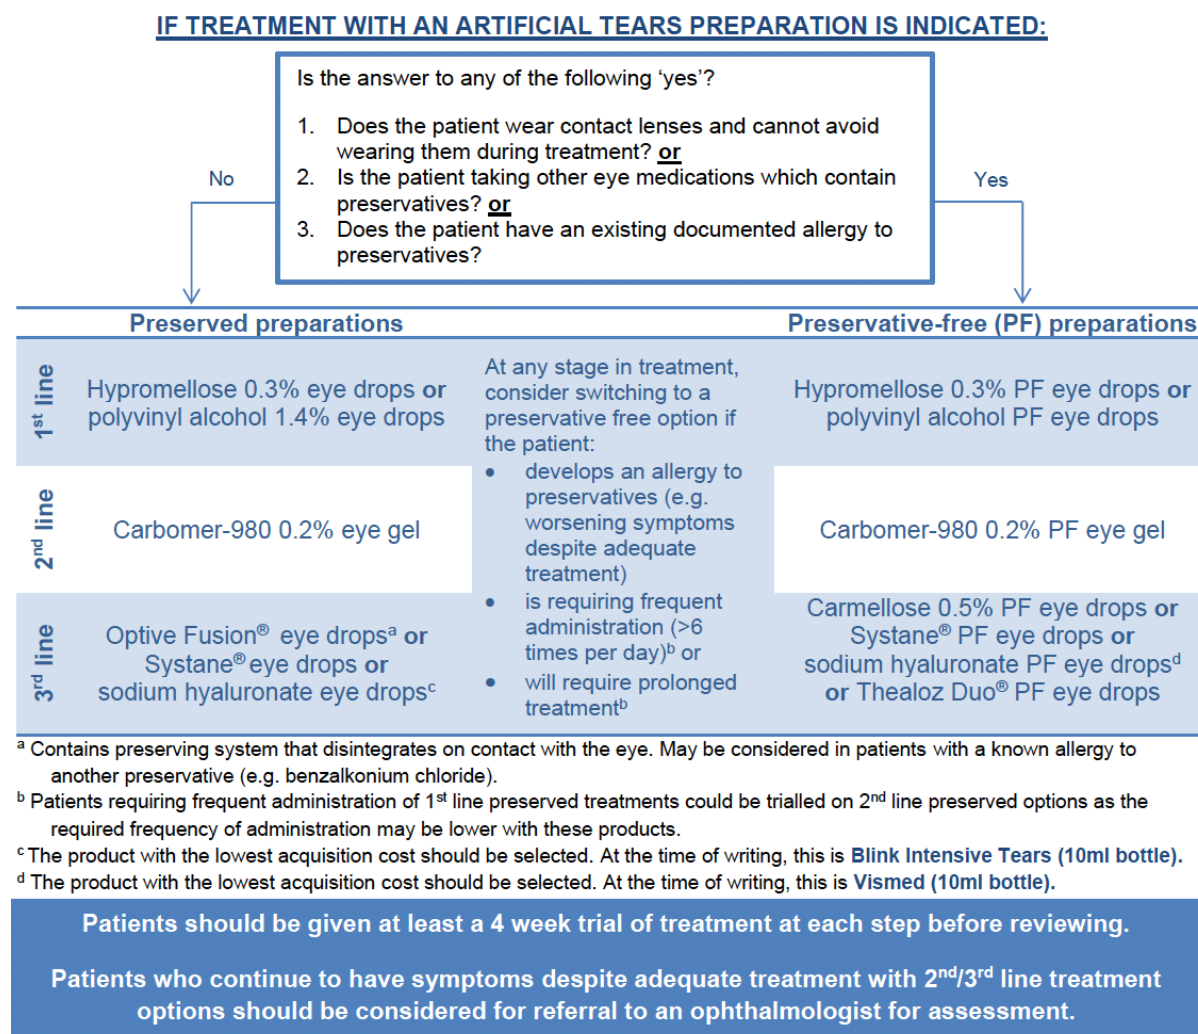 IF TREATMENT WITH AN ARTIFICIAL TEARS PREPARATION IS INDICATED:
Is the answer to any of the following ‘yes’?
1. Does the patient wear contact lenses and cannot avoid
wearing them during treatment? or
2. Is the patient taking other eye medications which contain
preservatives? or
3. Does the patient have an existing documented allergy to
preservatives?
No
Yes
Preserved preparations
Preservative-free (PF) preparations
1st line
Hypromellose 0.3% eye drops or
polyvinyl alcohol 1.4% eye drops
2nd line
Carbomer-980 0.2% eye gel
3rd line
Optive Fusion® eye dropsᵃ or
Systane® eye drops or
sodium hyaluronate eye dropsᶜ
At any stage in treatment,
consider switching to a
preservative free option if
the patient:
• develops an allergy to
preservatives (e.g.
worsening symptoms
despite adequate
treatment)
• is requiring frequent
administration (>6
times per day)ᵇ or
• will require prolonged
treatmentᵇ
Hypromellose 0.3% PF eye drops or
polyvinyl alcohol PF eye drops
Carbomer-980 0.2% PF eye gel
Carmellose 0.5% PF eye drops or
Systane® PF eye drops or
sodium hyaluronate PF eye dropsᵈ
or Thealoz Duo® PF eye drops
ᵃ Contains preserving system that disintegrates on contact with the eye. May be considered in patients with a known allergy to
another preservative (e.g. benzalkonium chloride).
ᵇ Patients requiring frequent administration of 1st line preserved treatments could be trialled on 2nd line preserved options as the
required frequency of administration may be lower with these products.
ᶜ The product with the lowest acquisition cost should be selected. At the time of writing, this is Blink Intensive Tears (10ml bottle).
ᵈ The product with the lowest acquisition cost should be selected. At the time of writing, this is Vismed (10ml bottle).
Patients should be given at least a 4 week trial of treatment at each step before reviewing.
Patients who continue to have symptoms despite adequate treatment with 2nd/3rd line treatment
options should be considered for referral to an ophthalmologist for assessment.